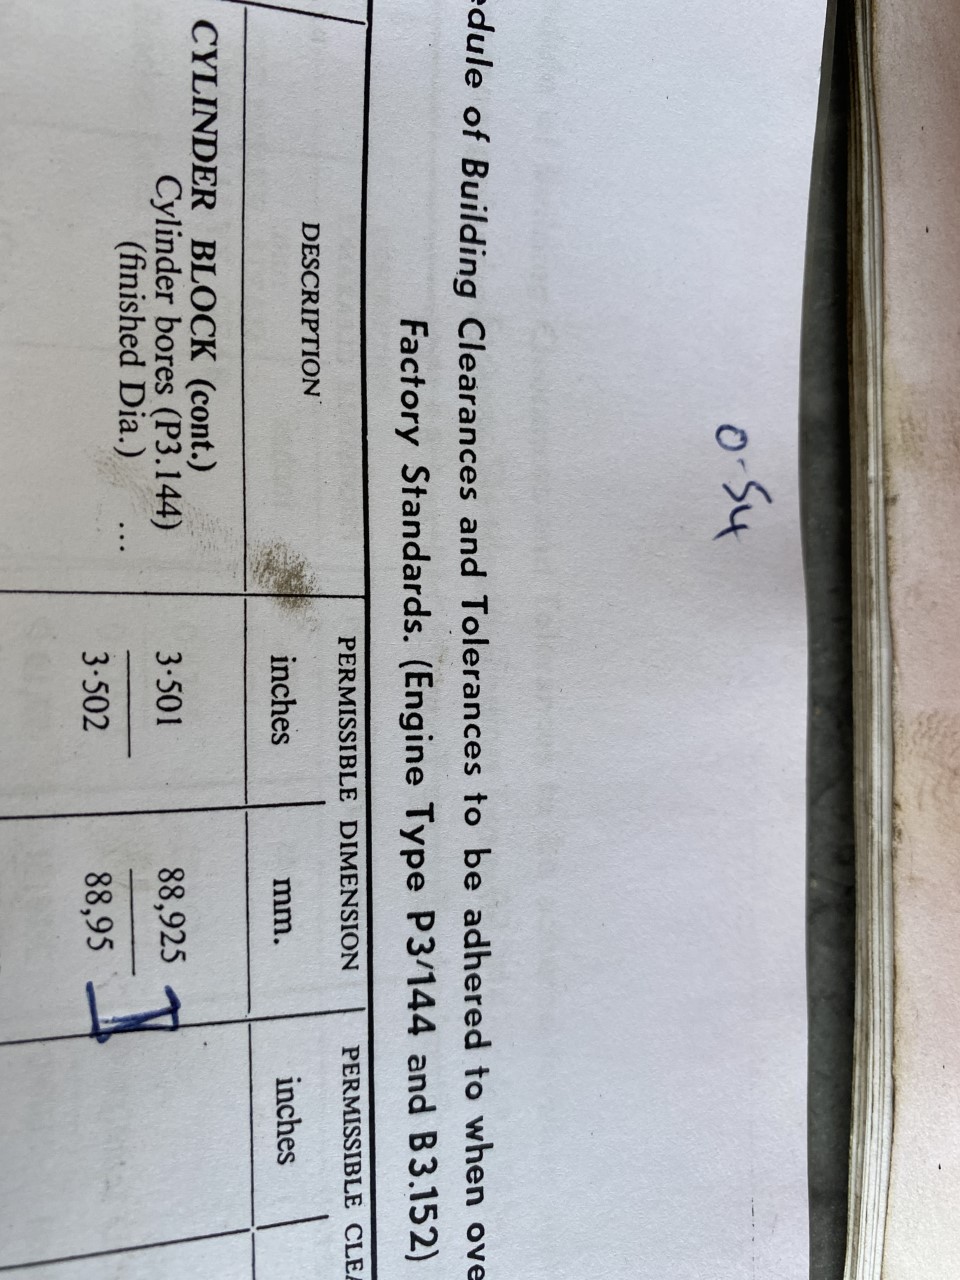 0-54
edule of Building Clearances and Tolerances to be adhered to when ove
Factory Standards. (Engine Type P3/144 and B3.152)
DESCRIPTION
PERMISSIBLE DIMENSION
PERMISSIBLE CLEA
inches
mm.
inches
CYLINDER BLOCK (cont.)
Cylinder bores (P3.144)
(finished Dia.) ...
3·501
3·502
88,925
88,95